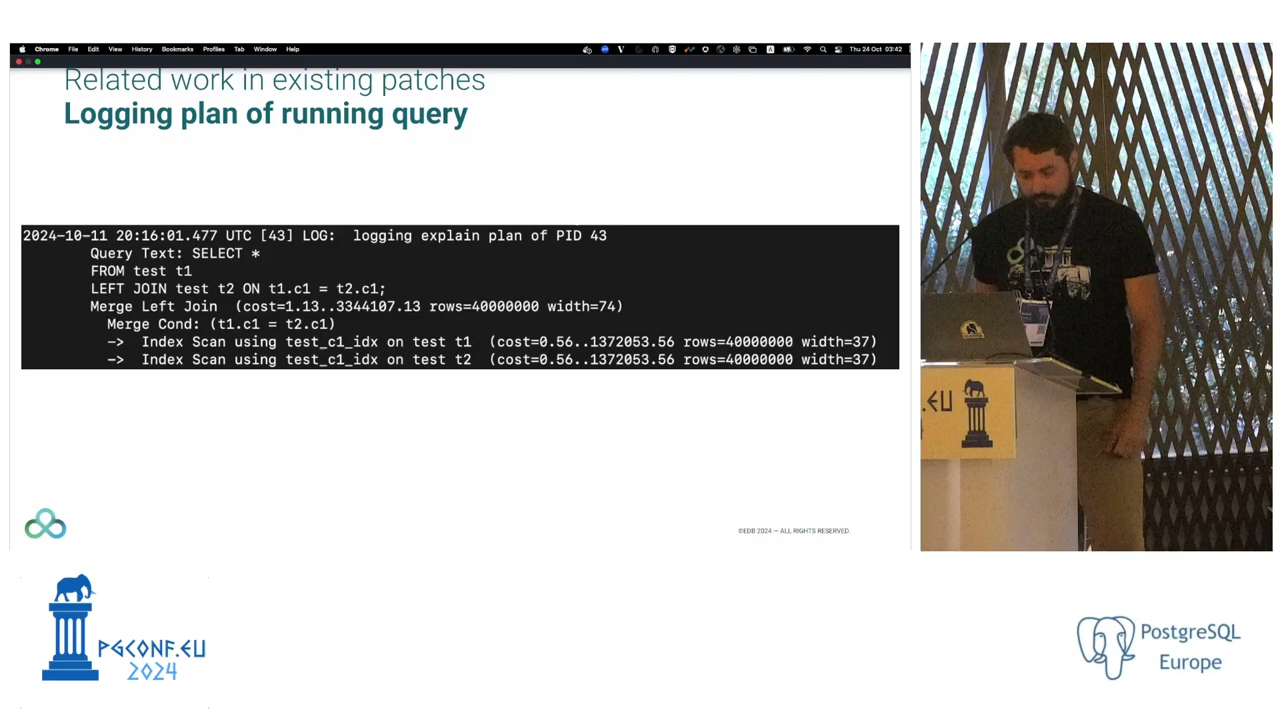 Chrome File Edit View History Bookmarks Profiles Tab Window Help
Thu 24 Oct 03:42
Related work in existing patches
Logging plan of running query
2024-10-11 20:16:01.477 UTC [43] LOG: logging explain plan of PID 43
Query Text: SELECT *
FROM test t1
LEFT JOIN test t2 ON t1.c1 = t2.c1;
Merge Left Join (cost=1.13..3344107.13 rows=40000000 width=74)
Merge Cond: (t1.c1 = t2.c1)
-> Index Scan using test_c1_idx on test t1 (cost=0.56..1372053.56 rows=40000000 width=37)
-> Index Scan using test_c1_idx on test t2 (cost=0.56..1372053.56 rows=40000000 width=37)
©EDB 2024 — ALL RIGHTS RESERVED.
.EU
PGCONF.EU
2024
PostgreSQL
Europe